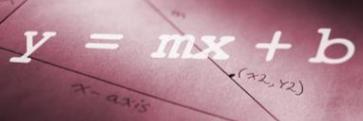 y = mx + b
(x2, y2)
x-axis